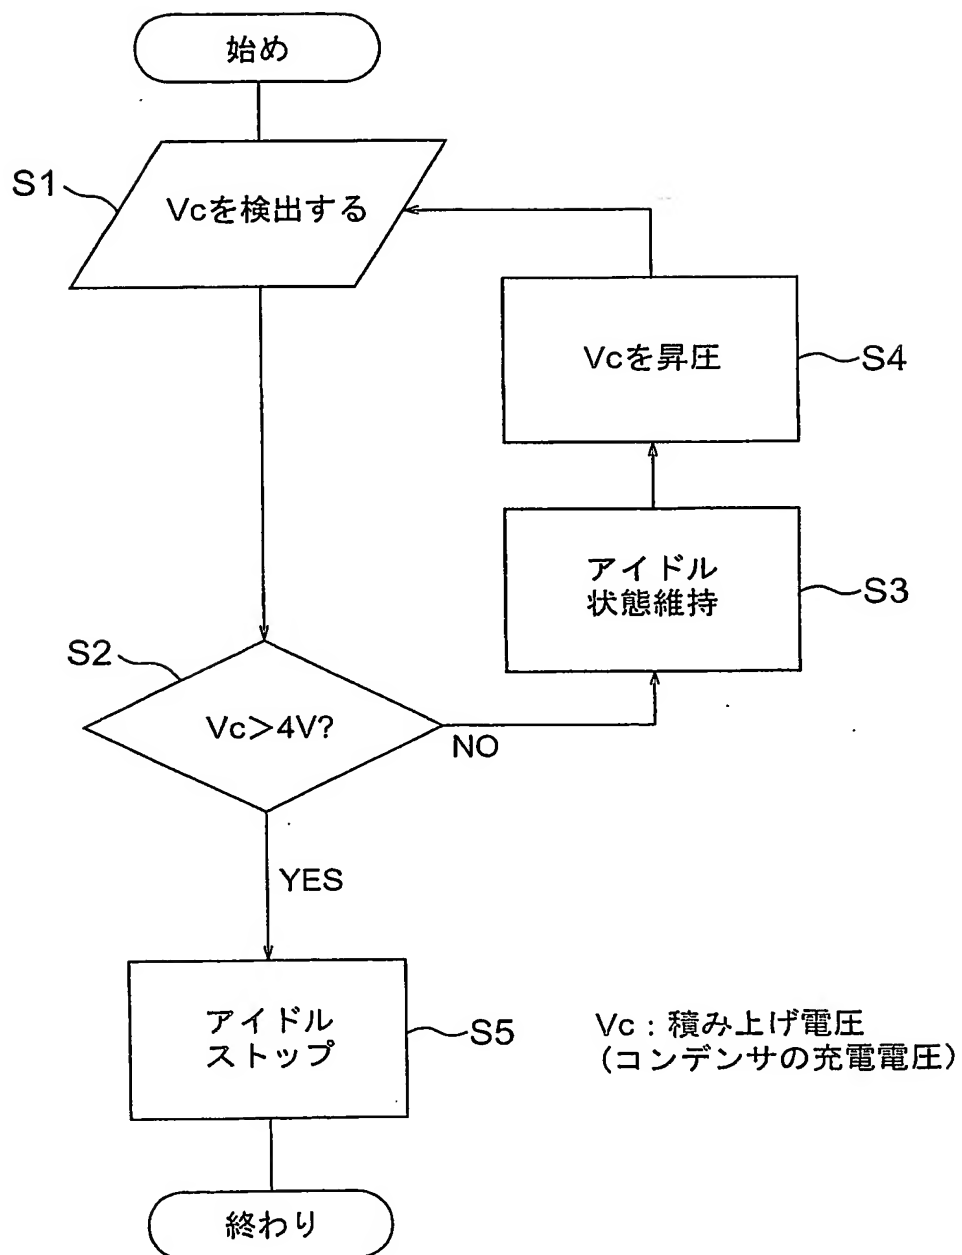 始め
S1
Vcを検出する
Vcを昇圧
S4
アイドル
状態維持
S3
S2
Vc＞4V?
NO
YES
アイドル
ストップ
S5
Vc：積み上げ電圧
(コンデンサの充電電圧)
終わり